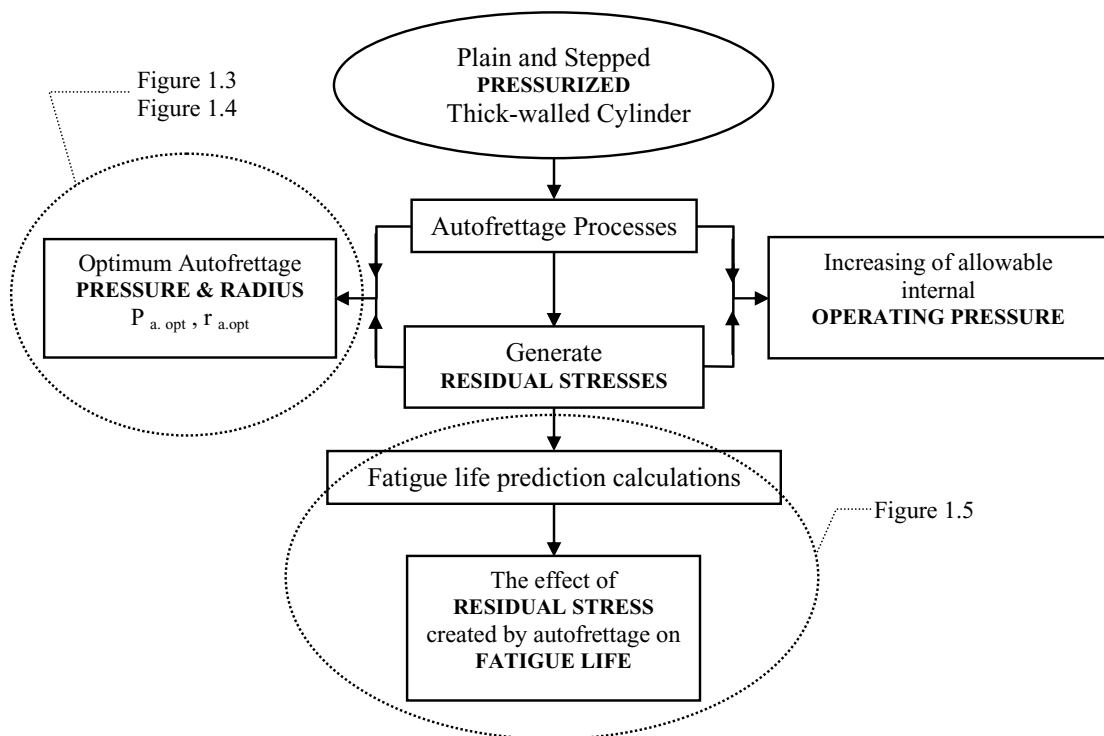 Plain and Stepped
PRESSURIZED
Thick-walled Cylinder
Figure 1.3
Figure 1.4
Autofrettage Processes
Optimum Autofrettage
PRESSURE & RADIUS
P a. opt , r a.opt
Increasing of allowable
internal
OPERATING PRESSURE
Generate
RESIDUAL STRESSES
Fatigue life prediction calculations
Figure 1.5
The effect of
RESIDUAL STRESS
created by autofrettage on
FATIGUE LIFE